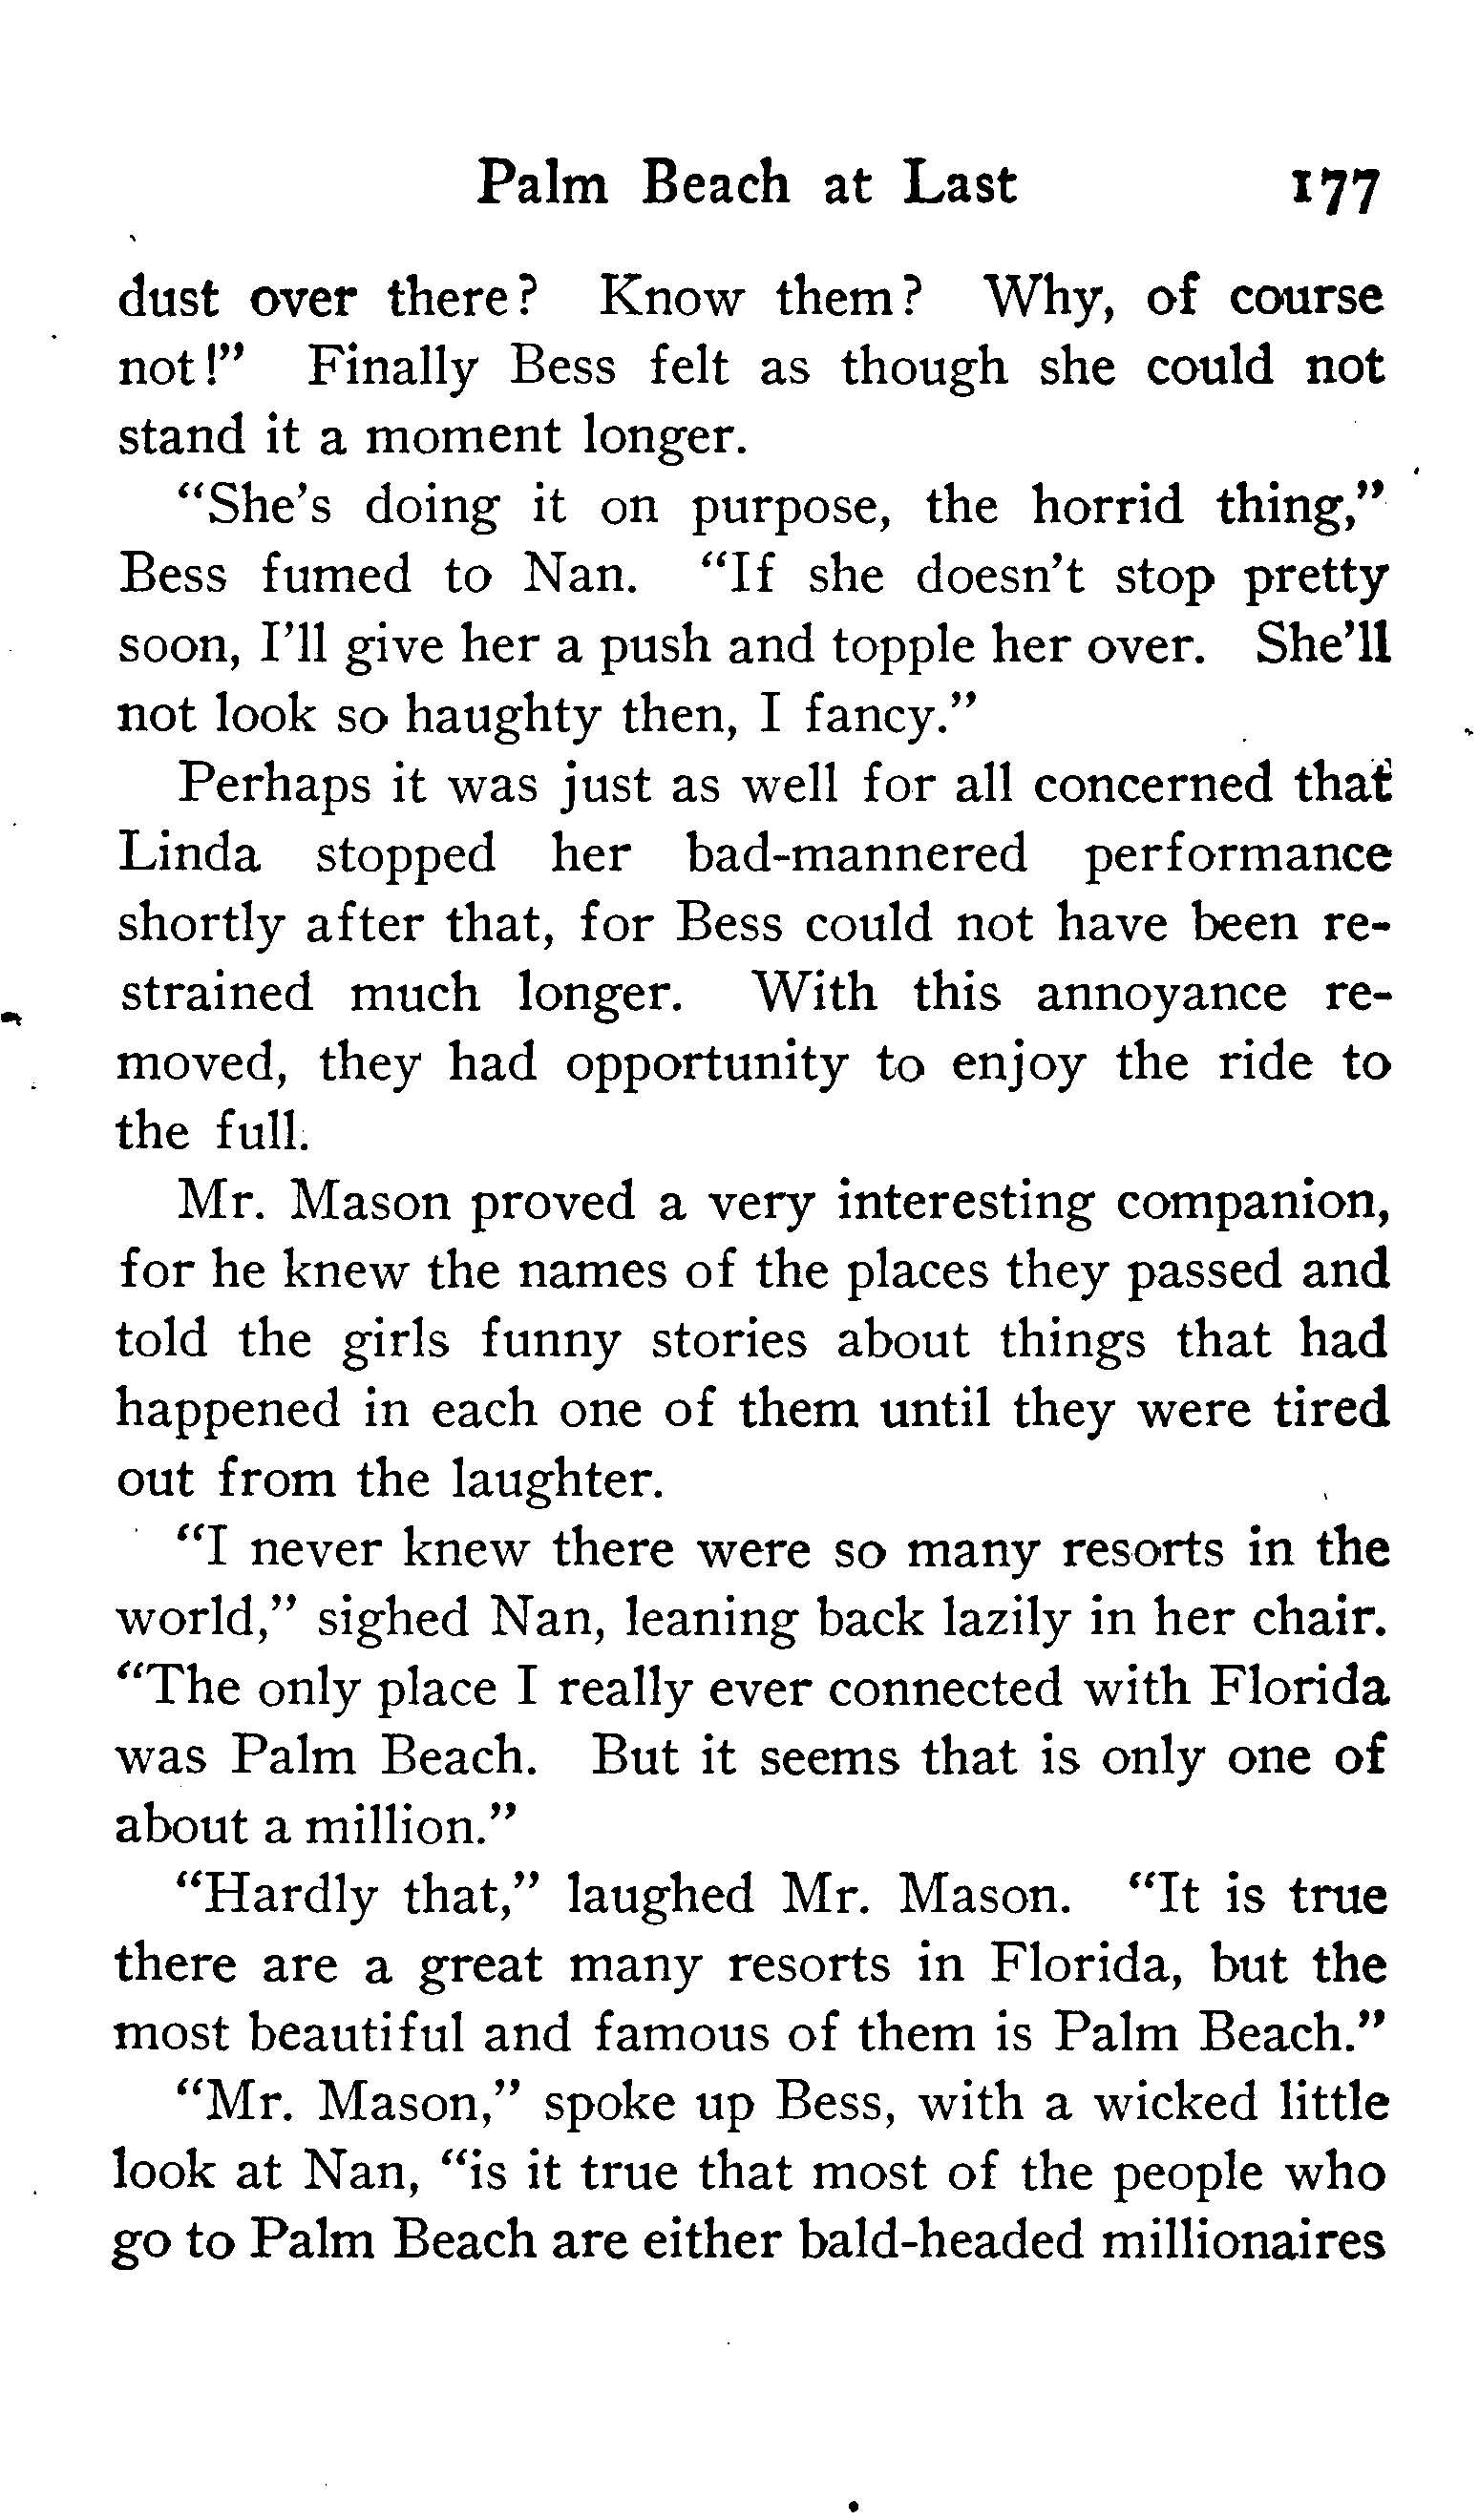 Palm Beach at Last 177
dust over there? Know them? Why, of course
not!” Finally Bess felt as though she could not
stand it a moment longer.
“She’s doing it on purpose, the horrid thing,”
Bess fumed to Nan. “If she doesn’t stop pretty
soon, I’ll give her a push and topple her over. She’ll
not look so haughty then, I fancy.”
Perhaps it was just as well for all concerned that
Linda stopped her bad-mannered performance
shortly after that, for Bess could not have been re-
strained much longer. With this annoyance re-
moved, they had opportunity to enjoy the ride to
the full.
Mr. Mason proved a very interesting companion,
for he knew the names of the places they passed and
told the girls funny stories about things that had
happened in each one of them until they were tired
out from the laughter.
“I never knew there were so many resorts in the
world,” sighed Nan, leaning back lazily in her chair.
“The only place I really ever connected with Florida
was Palm Beach. But it seems that is only one of
about a million.”
“Hardly that,” laughed Mr. Mason. “It is true
there are a great many resorts in Florida, but the
most beautiful and famous of them is Palm Beach.”
“Mr. Mason,” spoke up Bess, with a wicked little
look at Nan, “is it true that most of the people who
go to Palm Beach are either bald-headed millionaires